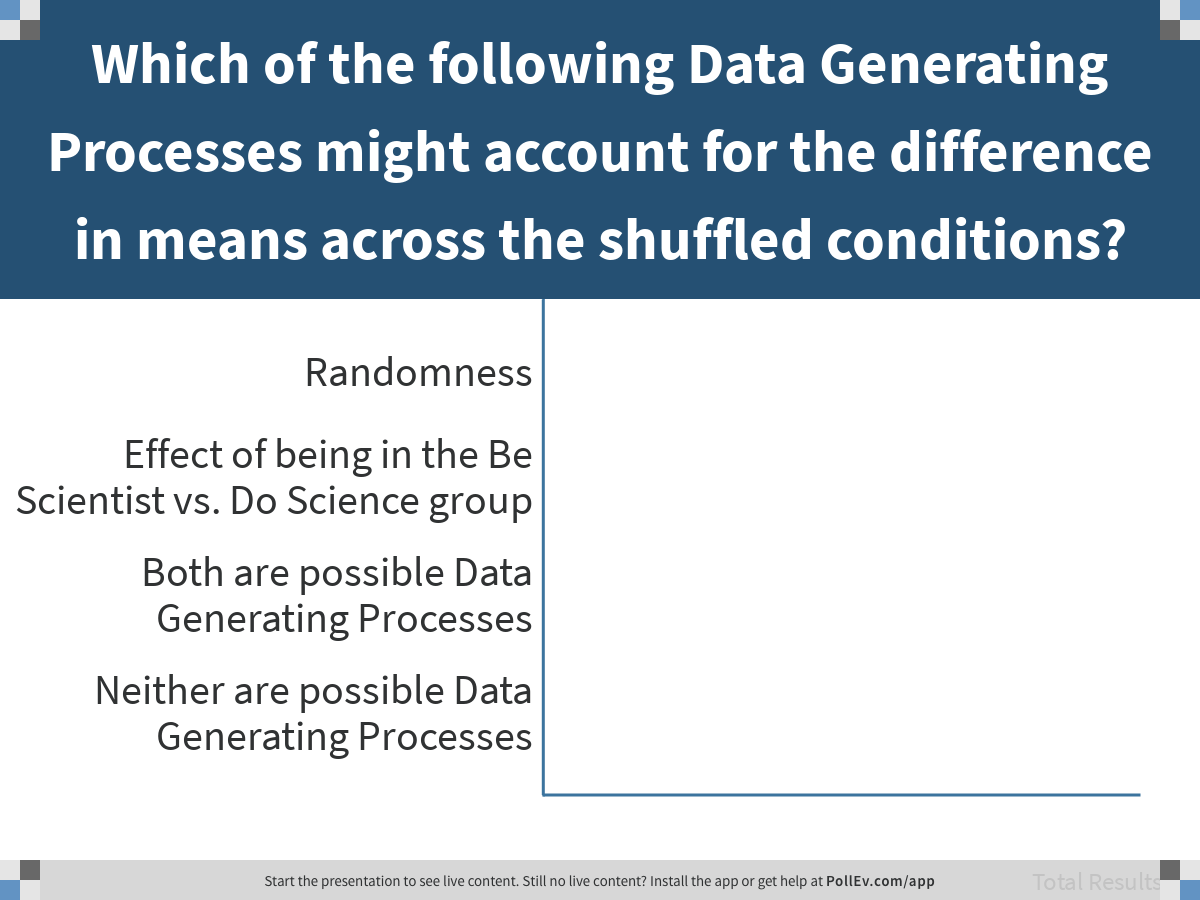 Which of the following Data Generating
Processes might account for the difference
in means across the shuffled conditions?
Randomness
Effect of being in the Be
Scientist vs. Do Science group
Both are possible Data
Generating Processes
Neither are possible Data
Generating Processes
Start the presentation to see live content. Still no live content? Install the app or get help at PollEv.com/app
Total Results